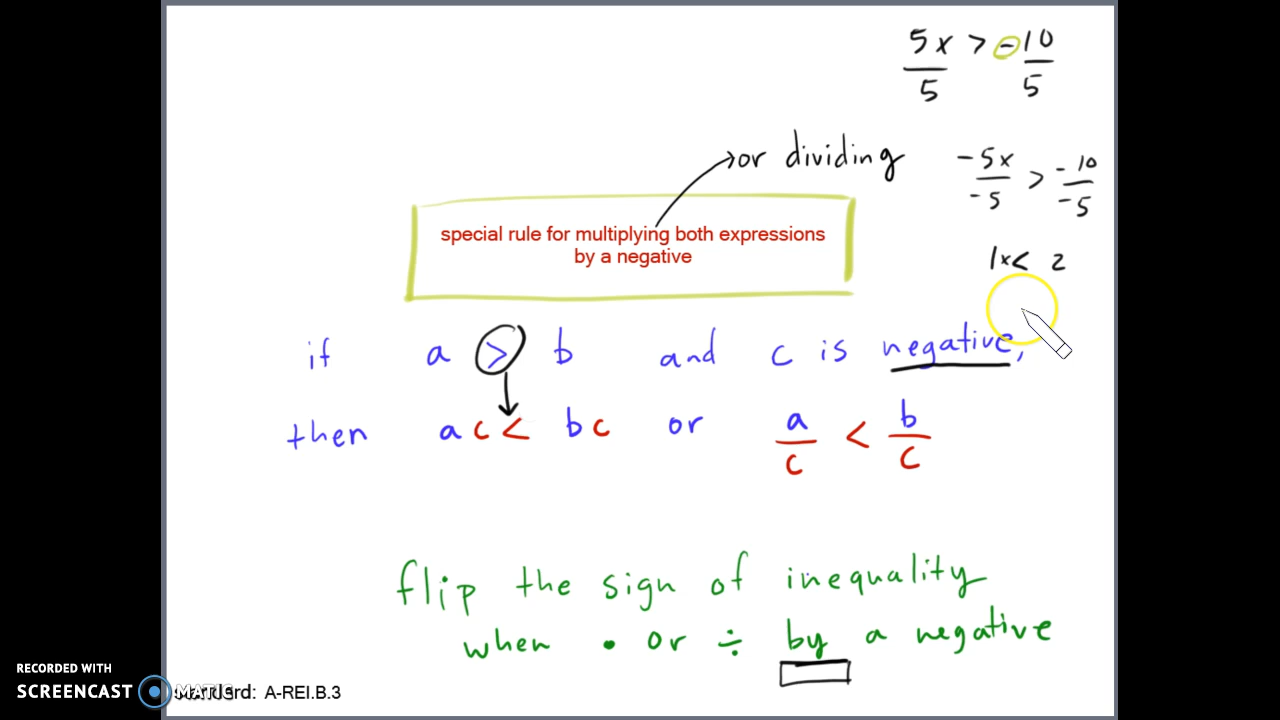 5x > -10
5 5
or dividing
-5x > -10
-5 -5
special rule for multiplying both expressions
by a negative
1x < 2
if a > b and c is negative,
then ac < bc or a/c < b/c
flip the sign of inequality
when • or ÷ by a negative
RECORDED WITH
SCREENCAST MATIC
A-REI.B.3